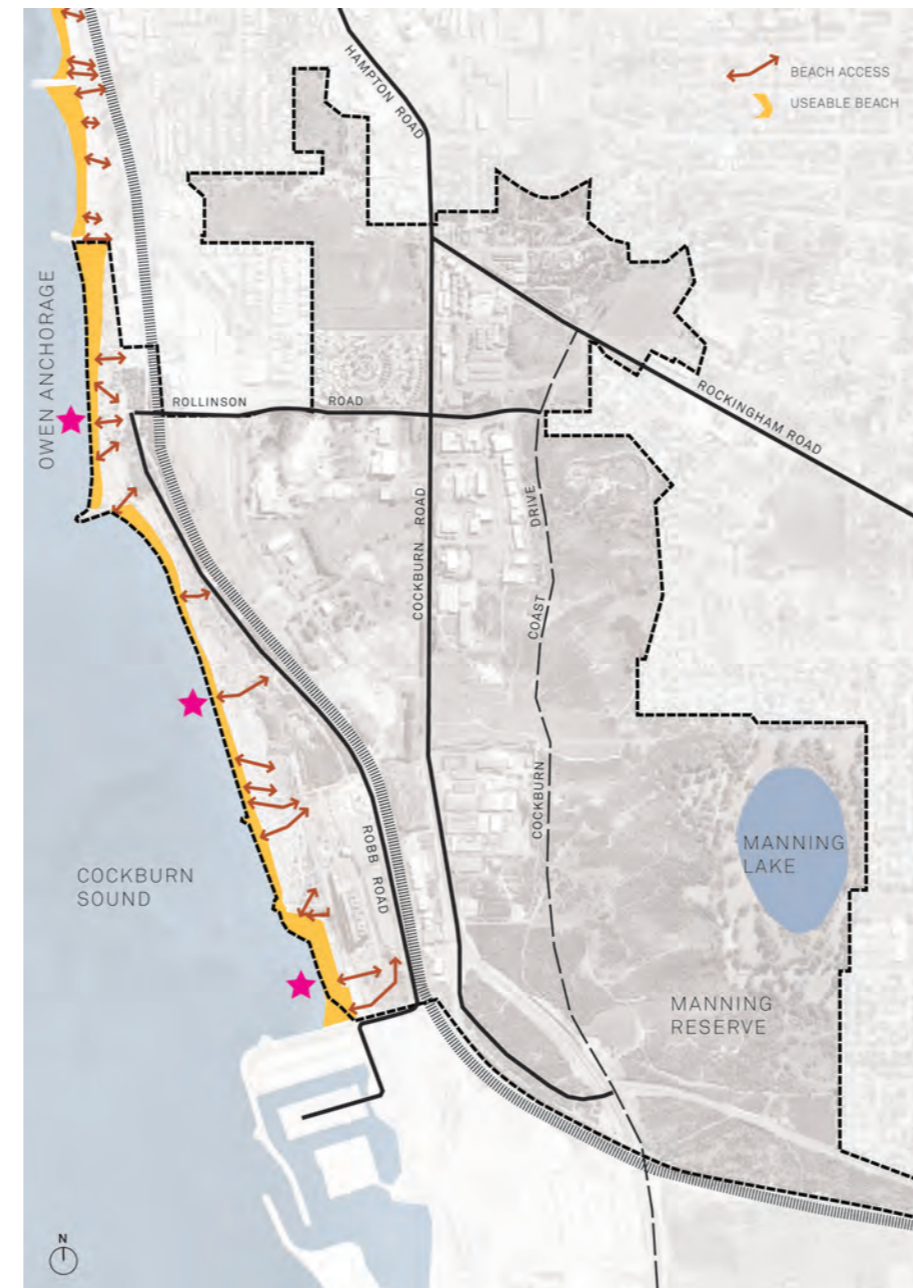 HAMPTON ROAD
BEACH ACCESS
USEABLE BEACH
OWEN ANCHORAGE
ROLLINSON ROAD
ROCKINGHAM ROAD
COCKBURN ROAD
COCKBURN COAST DRIVE
ROBB ROAD
COCKBURN
SOUND
MANNING
LAKE
MANNING
RESERVE
N